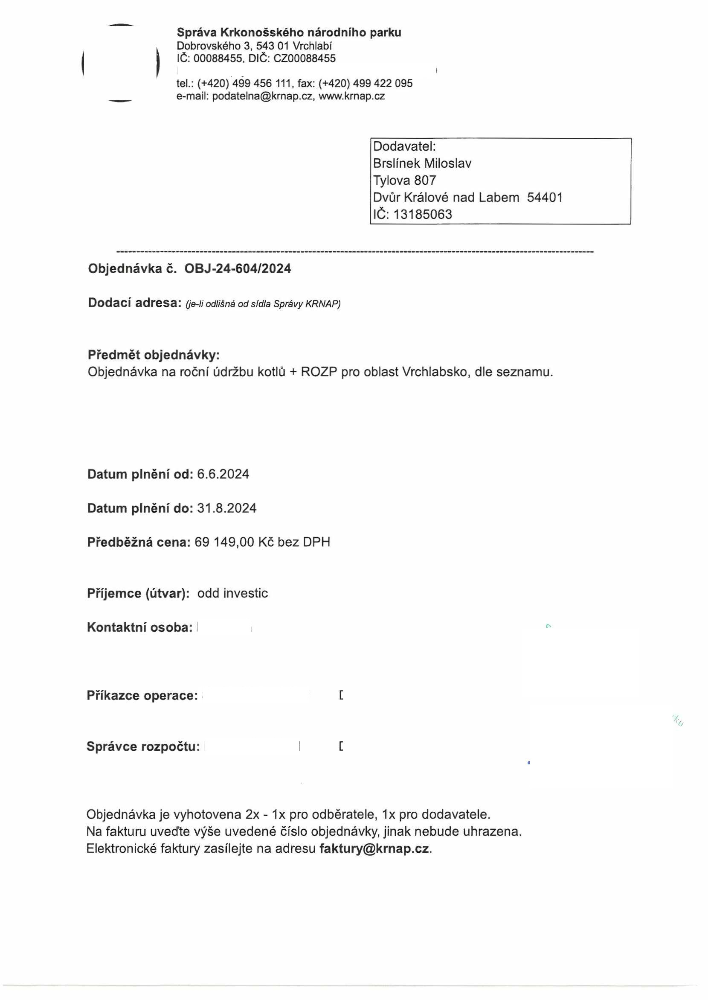 Správa Krkonošského národního parku
Dobrovského 3, 543 01 Vrchlabí
IČ: 00088455, DIČ: CZ00088455
tel.: (+420) 499 456 111, fax: (+420) 499 422 095
e-mail: podatelna@krnap.cz, www.krnap.cz
Dodavatel:
Brslínek Miloslav
Tylova 807
Dvůr Králové nad Labem 54401
IČ: 13185063
Objednávka č. OBJ-24-604/2024
Dodací adresa: (je-li odlišná od sídla Správy KRNAP)
Předmět objednávky:
Objednávka na roční údržbu kotlů + ROZP pro oblast Vrchlabsko, dle seznamu.
Datum plnění od: 6.6.2024
Datum plnění do: 31.8.2024
Předběžná cena: 69 149,00 Kč bez DPH
Příjemce (útvar): odd investic
Kontaktní osoba:
Příkazce operace:
Správce rozpočtu:
Objednávka je vyhotovena 2x - 1x pro odběratele, 1x pro dodavatele.
Na fakturu uveďte výše uvedené číslo objednávky, jinak nebude uhrazena.
Elektronické faktury zasílejte na adresu faktury@krnap.cz.